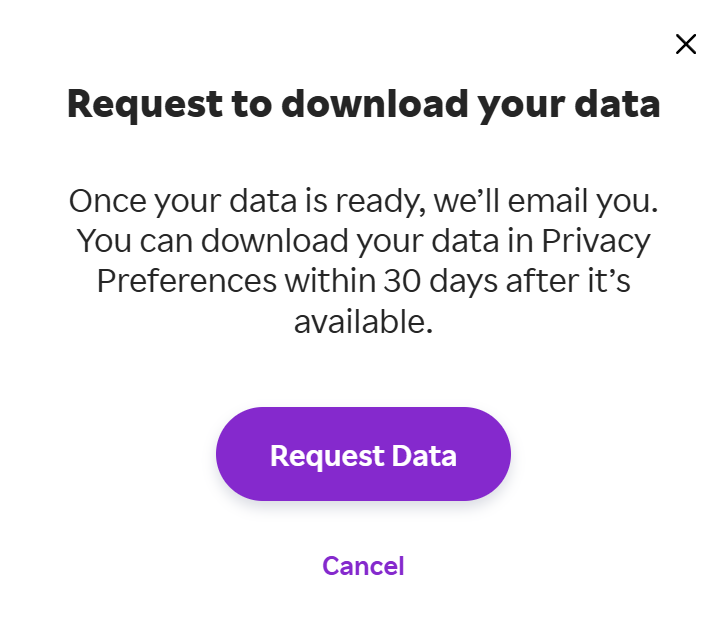 Request to download your data
Once your data is ready, we’ll email you.
You can download your data in Privacy
Preferences within 30 days after it’s
available.
Request Data
Cancel